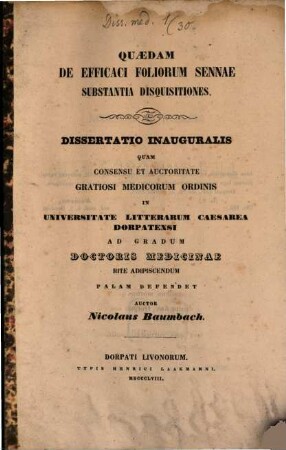 Diss. med. 1/30.
QUÆDAM
DE EFFICACI FOLIORUM SENNAE
SUBSTANTIA DISQUISITIONES.
DISSERTATIO INAUGURALIS
QUAM
CONSENSU ET AUCTORITATE
GRATIOSI MEDICORUM ORDINIS
IN
UNIVERSITATE LITTERARUM CAESAREA
DORPATENSI
AD GRADUM
DOCTORIS MEDICINAE
RITE ADIPISCENDUM
PALAM DEFENDET
AUCTOR
Nicolaus Baumbach.
DORPATI LIVONORUM.
TYPIS HENRICI LAAKMANNI.
MDCCCLVIII.